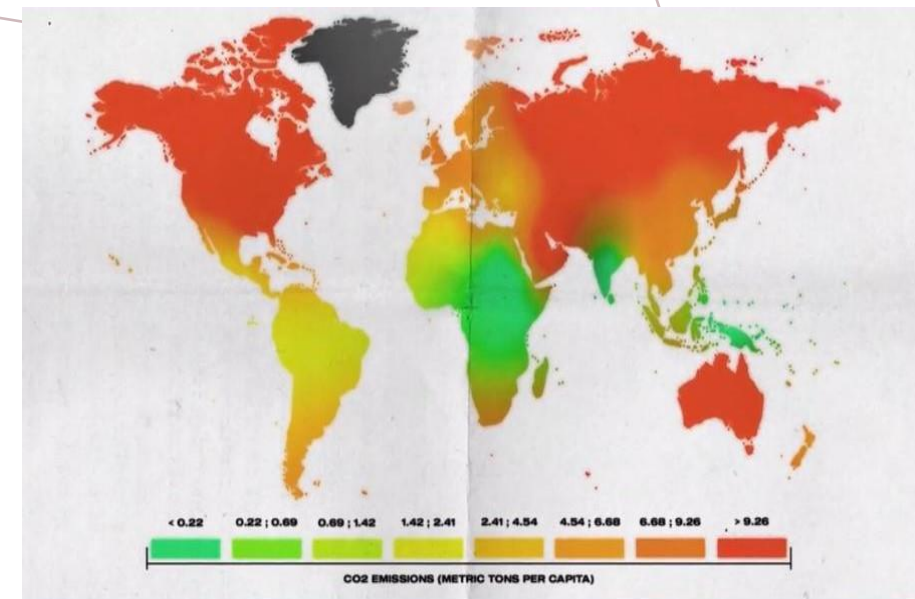 < 0.22 0.22 ; 0.69 0.69 ; 1.42 1.42 ; 2.41 2.41 ; 4.54 4.54 ; 6.68 6.68 ; 9.26 > 9.26
CO2 EMISSIONS (METRIC TONS PER CAPITA)